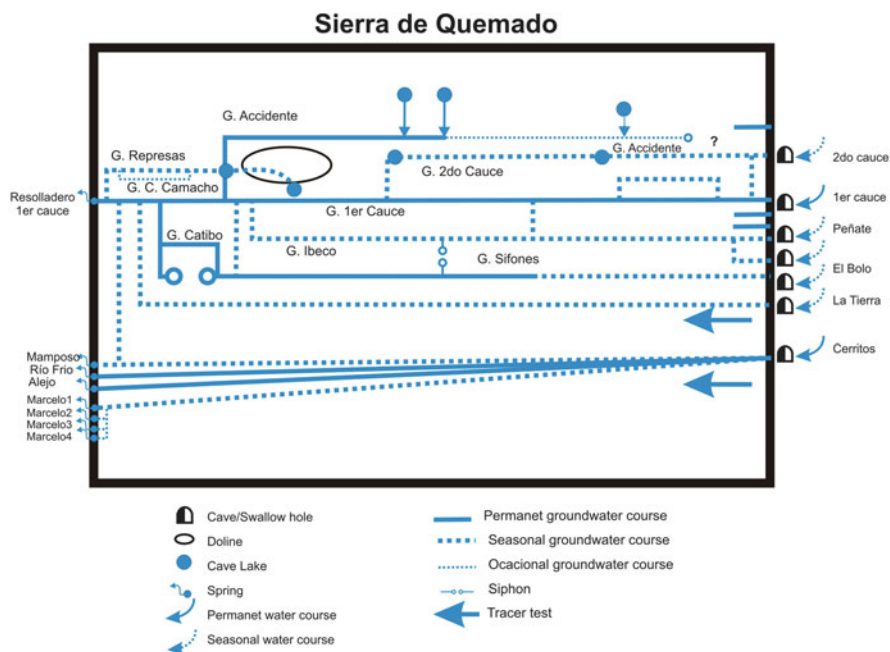 Sierra de Quemado
G. Accidente
G. Represas
G. C. Camacho
G. Accidente
?
G. 2do Cauce
2do cauce
Resolladero
1er cauce
G. 1er Cauce
1er cauce
G. Catibo
G. Ibeco
G. Sifones
Peñate
El Bolo
La Tierra
Cerritos
Mamposo
Río Frio
Alejo
Marcelo1
Marcelo2
Marcelo3
Marcelo4
Cave/Swallow hole
Doline
Cave Lake
Spring
Permanet water course
Seasonal water course
Permanet groundwater course
Seasonal groundwater course
Ocacional groundwater course
Siphon
Tracer test